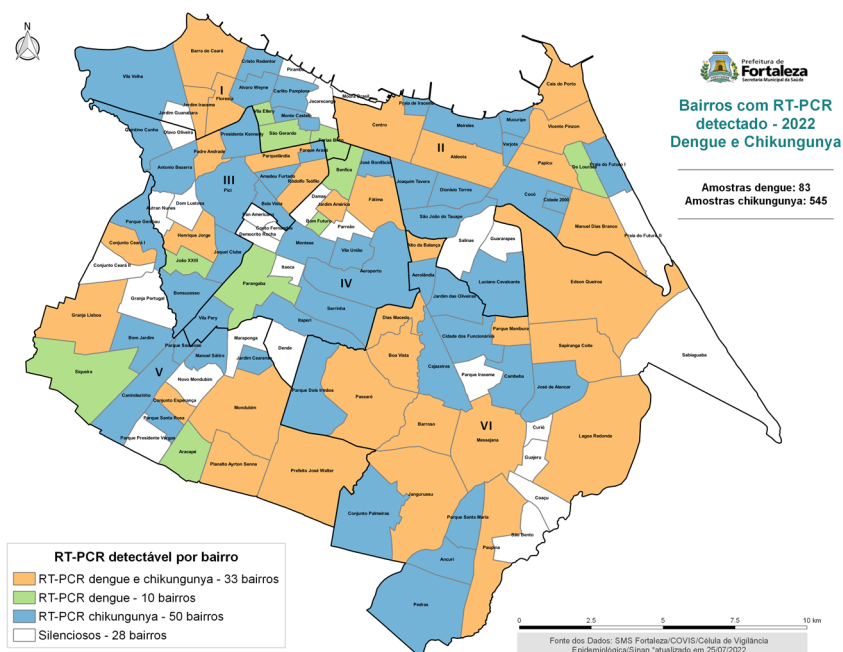 N
Prefeitura de
Fortaleza
Secretaria Municipal da Saúde
Bairros com RT-PCR
detectado - 2022
Dengue e Chikungunya
Amostras dengue: 83
Amostras chikungunya: 545
Barra do Ceará
Vila Velha
Cristo Redentor
Pirambu
I
Floresta
Álvaro Weyne
Carlito Pamplona
Jacarecanga
Moura Brasil
Jardim Iracema
Jardim Guanabara
Vila Ellery
Monte Castelo
Quintino Cunha
Olavo Oliveira
Presidente Kennedy
São Gerardo
Farias Brito
Centro
Praia de Iracema
Meireles
Mucuripe
Cais do Porto
Vicente Pinzon
II
Aldeota
Varjota
Papicu
De Lourdes
Praia do Futuro I
Padre Andrade
Parquelândia
Parque Araxá
Antonio Bezerra
III
Pici
Amadeu Furtado
Rodolfo Teófilo
Benfica
José Bonifácio
Joaquim Tavora
Dionisio Torres
Cocó
Cidade 2000
Autran Nunes
Dom Lustosa
Bela Vista
Damas
Jardim América
Fátima
Pan Americano
Couto Fernandes
Democrito Rocha
Bom Futuro
Parreão
São João do Tauape
Manuel Dias Branco
Praia do Futuro II
Parque Genibau
Henrique Jorge
Conjunto Ceará I
Jóquei Clube
Montese
Vila União
Alto da Balança
Salinas
Guararapes
João XXIII
Conjunto Ceará II
Itaoca
Aeroporto
Aerolândia
Luciano Cavalcante
Edson Queiroz
Parangaba
IV
Bonsucesso
Granja Portugal
Granja Lisboa
Serrinha
Jardim das Oliveiras
Vila Pery
Itaperi
Dias Macedo
Parque Manibura
Cidade dos Funcionários
Sapiranga Coite
Sabiaguaba
Bom Jardim
Parque São José
Maraponga
Dende
Manoel Sátiro
Jardim Cearense
Boa Vista
Cajazeiras
Parque Iracema
Cambeba
José de Alencar
Siqueira
V
Novo Mondubim
Canindezinho
Conjunto Esperança
Parque Dois Irmãos
Passaré
Mondubim
Parque Santa Rosa
Parque Presidente Vargas
Barroso
VI
Messejana
Curió
Lagoa Redonda
Guajeru
Aracapé
Planalto Ayrton Senna
Prefeito José Walter
Jangurussu
Coaçu
Conjunto Palmeiras
Parque Santa Maria
São Bento
Paupina
Ancuri
Pedras
RT-PCR detectável por bairro
RT-PCR dengue e chikungunya - 33 bairros
RT-PCR dengue - 10 bairros
RT-PCR chikungunya - 50 bairros
Silenciosos - 28 bairros
0 2.5 5 7.5 10 km
Fonte dos Dados: SMS Fortaleza/COVIS/Célula de Vigilância
Epidemiológica/Sinan *atualizado em 25/07/2022